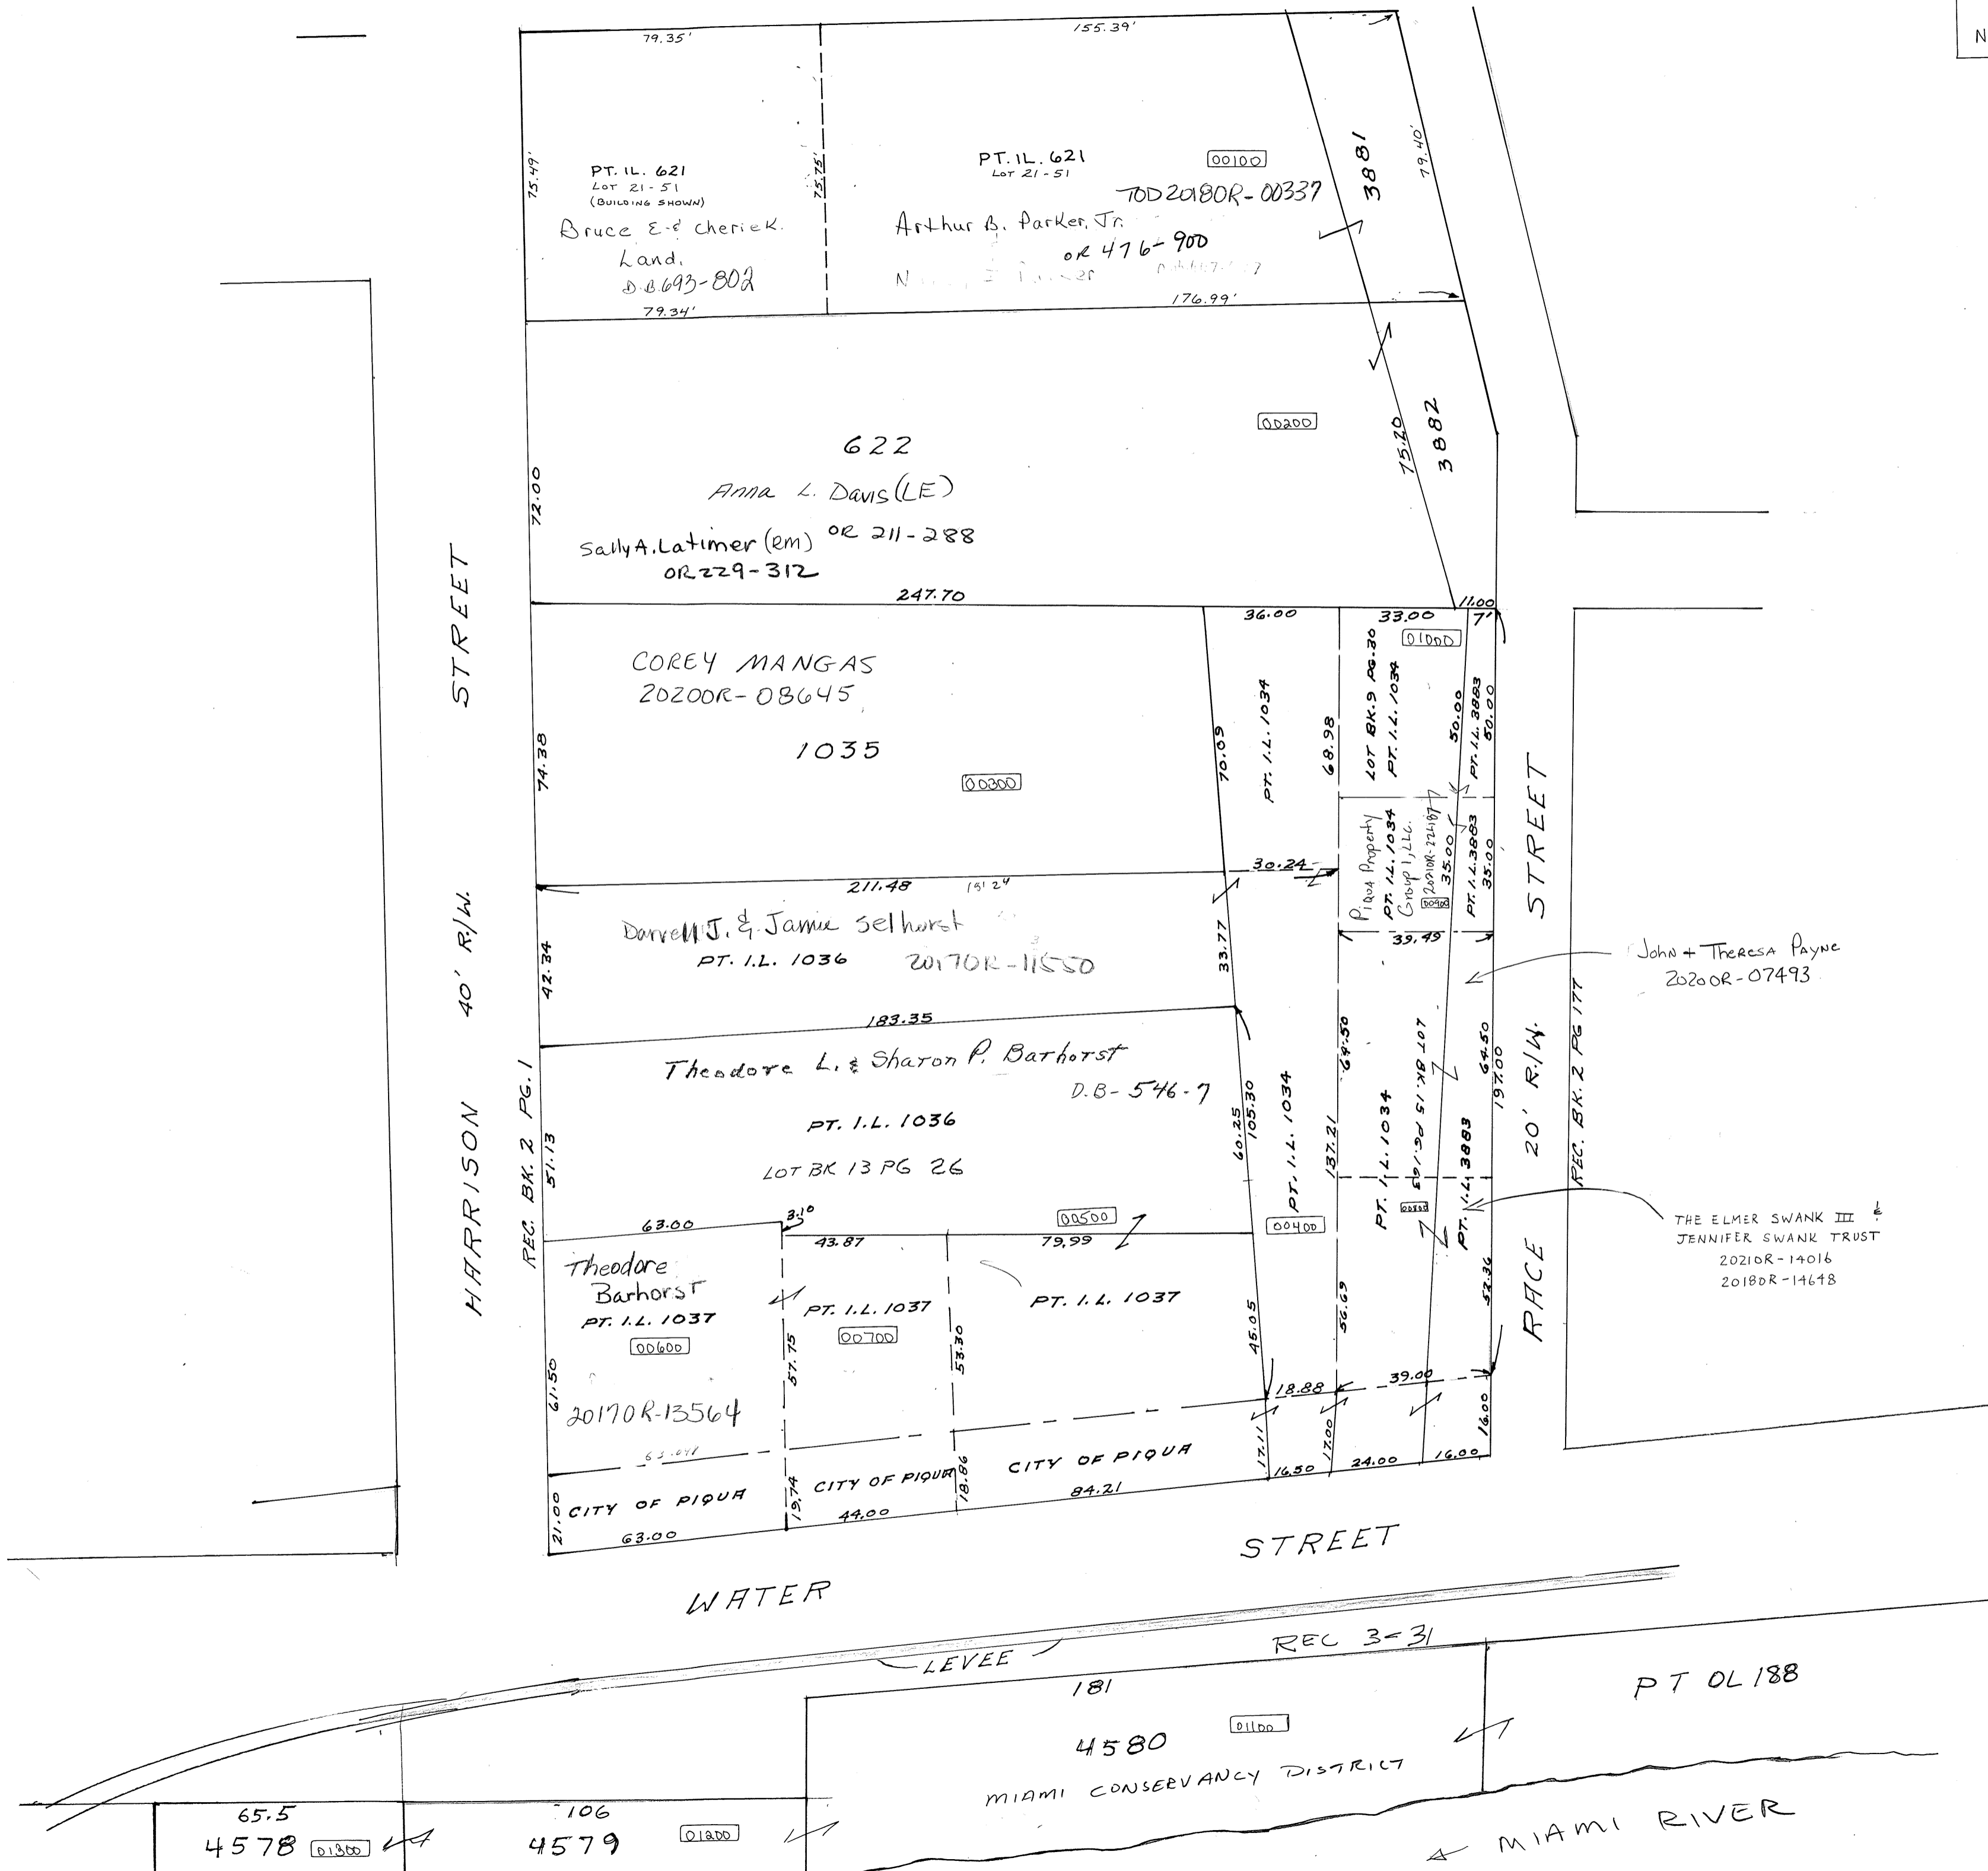 N
79.35'
155.39'
75.49'
75.75'
79.40'
3881
PT. IL. 621
LOT 21-51
(BUILDING SHOWN)
Bruce E. & Cherie K.
Land.
D.B. 693-802
79.34'
PT. IL. 621
LOT 21-51
00100
TOD 2018OR-00337
Arthur B. Parker, Jr.
OR 476-900
176.99'
00200
75.20
3882
622
Anna L. Davis (LE)
Sally A. Latimer (RM) OR 211-288
OR 229-312
72.00
247.70
11.00
36.00
33.00
7'
01000
COREY MANGAS
2020OR-08645
1035
00300
74.38
70.09
PT. I.L. 1034
68.98
LOT BK. 9 PG. 30
PT. I.L. 1034
50.00
PT. I.L. 3883
50.00
Piqua Property
PT. I.L. 1034
Group 1, LLC.
00900
35.00
PT. I.L. 3883
35.00
30.24
39.49
211.48
Darrell J. & Jamie Selhorst
PT. I.L. 1036
2017OR-11550
42.34
33.77
183.35
John + Theresa Payne
2020OR-07493
Theodore L. & Sharon P. Barhorst
D.B - 546-7
PT. I.L. 1036
LOT BK 13 PG 26
51.13
60.25
105.30
PT. I.L. 1034
137.21
64.50
PT. I.L. 1034
LOT BK. 15 PG. 163
64.50
197.00
PT. I.L. 3883
00800
00400
00500
63.00
3.10
43.87
79.99
THE ELMER SWANK III &
JENNIFER SWANK TRUST
2021OR-14016
2018OR-14648
Theodore
Barhorst
PT. I.L. 1037
00600
2017OR-13564
61.50
57.75
PT. I.L. 1037
00700
53.30
PT. I.L. 1037
45.05
56.69
52.36
18.88
39.00
21.00
CITY OF PIQUA
63.00
19.74
CITY OF PIQUA
44.00
18.86
CITY OF PIQUA
84.21
17.11
16.50
17.00
24.00
16.00
16.00
HARRISON STREET
40' R/W.
REC. BK. 2 PG. 1
RACE STREET
20' R/W.
REC. BK. 2 PG 177
WATER STREET
LEVEE
REC 3-31
181
4580
01100
MIAMI CONSERVANCY DISTRICT
PT OL 188
65.5
4578
01300
106
4579
01200
MIAMI RIVER